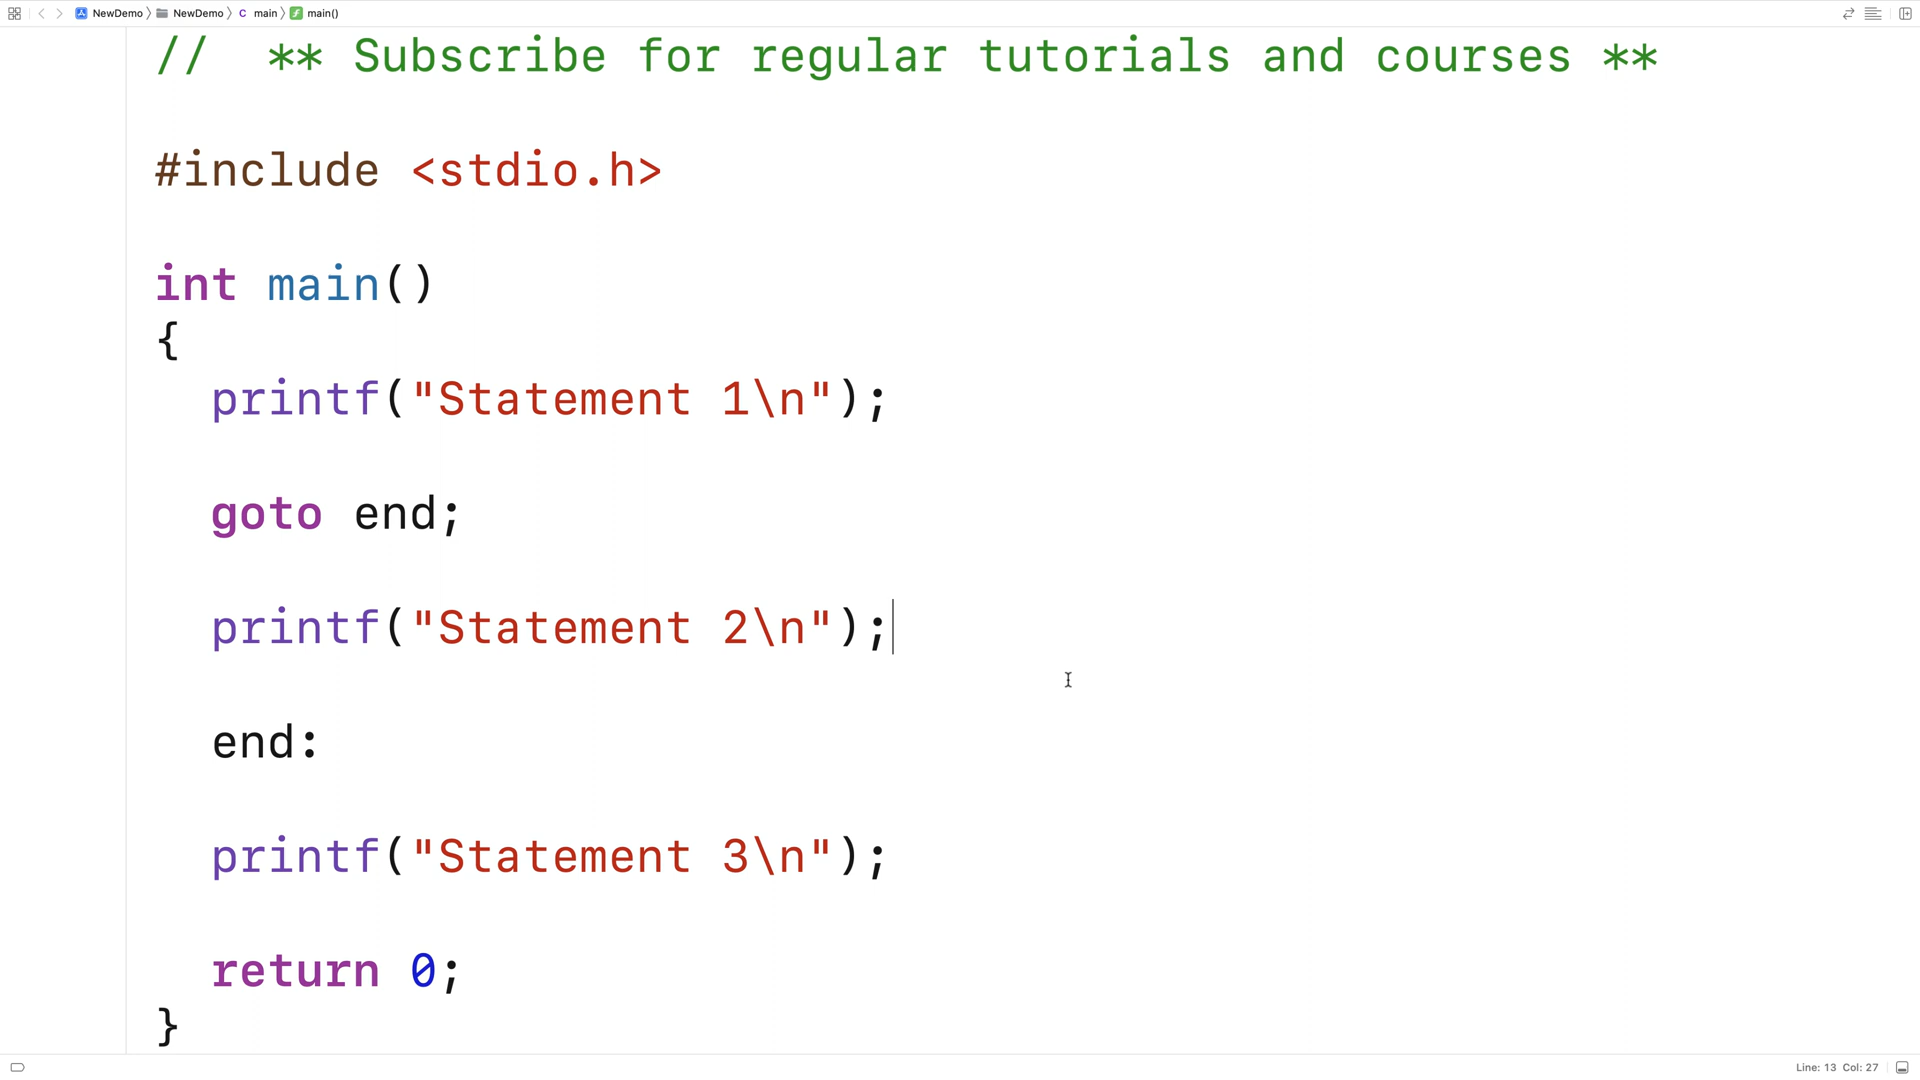 NewDemo NewDemo C main f main()
// ** Subscribe for regular tutorials and courses **
#include <stdio.h>
int main()
{
printf("Statement 1\n");
goto end;
printf("Statement 2\n");
end:
printf("Statement 3\n");
return 0;
}
Line: 13 Col: 27